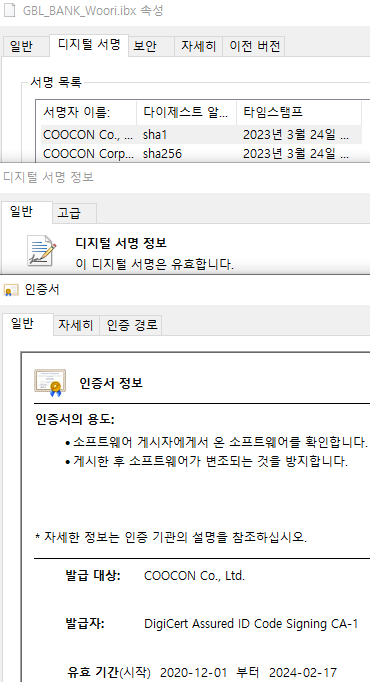 GBL_BANK_Woori.ibx 속성
일반 디지털 서명 보안 자세히 이전 버전
서명 목록
서명자 이름: 다이제스트 알... 타임스탬프
COOCON Co., ... sha1 2023년 3월 24일 ...
COOCON Corp... sha256 2023년 3월 24일 ...
디지털 서명 정보
일반 고급
디지털 서명 정보
이 디지털 서명은 유효합니다.
인증서
일반 자세히 인증 경로
인증서 정보
인증서의 용도:
• 소프트웨어 게시자에게서 온 소프트웨어를 확인합니다.
• 게시한 후 소프트웨어가 변조되는 것을 방지합니다.
* 자세한 정보는 인증 기관의 설명을 참조하십시오.
발급 대상: COOCON Co., Ltd.
발급자: DigiCert Assured ID Code Signing CA-1
유효 기간(시작) 2020-12-01 부터 2024-02-17